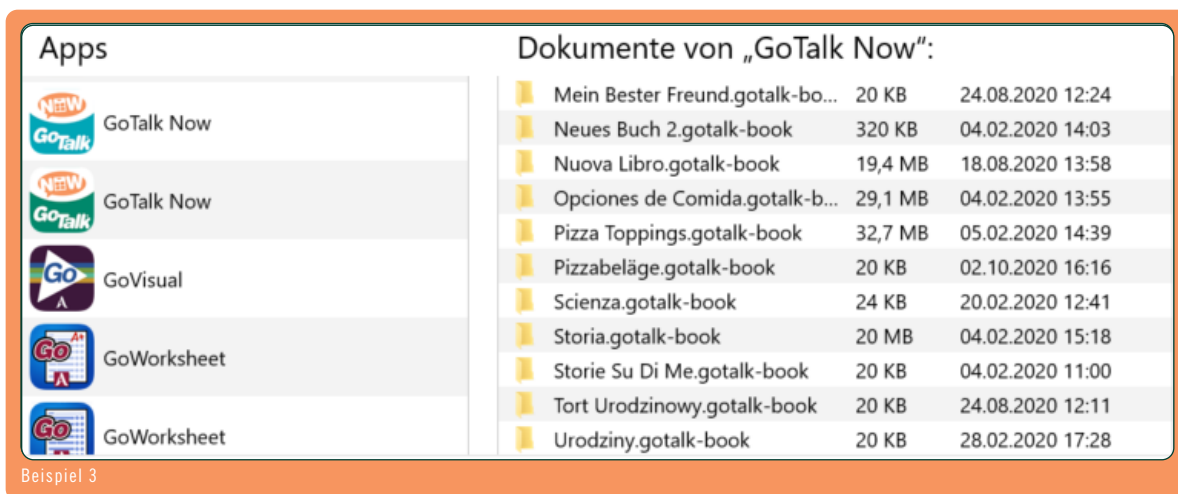 Apps
NOW
GoTalk
GoTalk Now
NOW
GoTalk
GoTalk Now
Go
A
GoVisual
A+
Go
A
GoWorksheet
Go
GoWorksheet
Dokumente von „GoTalk Now“:
Mein Bester Freund.gotalk-bo... 20 KB 24.08.2020 12:24
Neues Buch 2.gotalk-book 320 KB 04.02.2020 14:03
Nuova Libro.gotalk-book 19,4 MB 18.08.2020 13:58
Opciones de Comida.gotalk-b... 29,1 MB 04.02.2020 13:55
Pizza Toppings.gotalk-book 32,7 MB 05.02.2020 14:39
Pizzabeläge.gotalk-book 20 KB 02.10.2020 16:16
Scienza.gotalk-book 24 KB 20.02.2020 12:41
Storia.gotalk-book 20 MB 04.02.2020 15:18
Storie Su Di Me.gotalk-book 20 KB 04.02.2020 11:00
Tort Urodzinowy.gotalk-book 20 KB 24.08.2020 12:11
Urodziny.gotalk-book 20 KB 28.02.2020 17:28
Beispiel 3